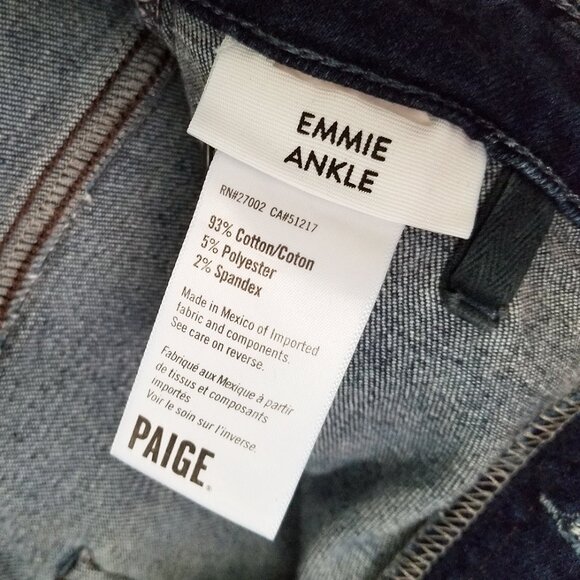 EMMIE
ANKLE
RN#27002 CA#51217
93% Cotton/Coton
5% Polyester
2% Spandex
Made in Mexico of Imported
fabric and components.
See care on reverse.
Fabriqué aux Mexique à partir
de tissus et composants
importés
Voir le soin sur l'inverse.
PAIGE®